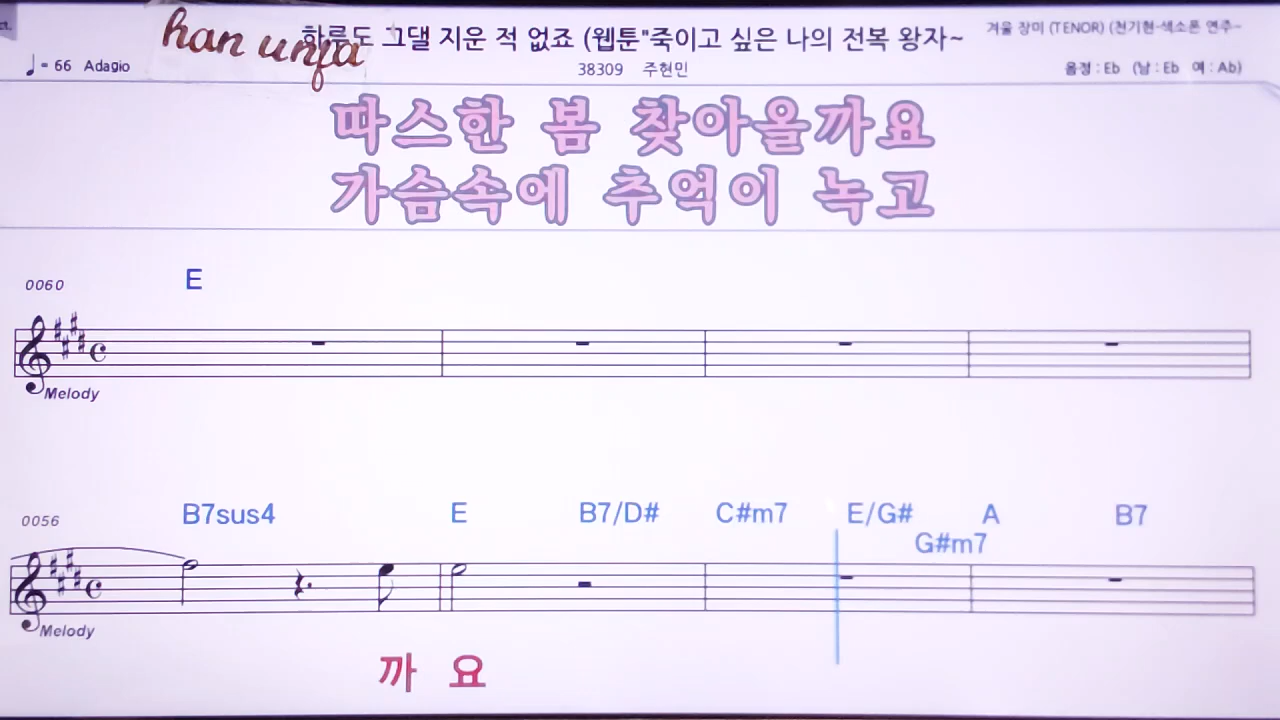 ct.
han unfa
하루도 그댈 지운 적 없죠 (웹툰"죽이고 싶은 나의 전복 왕자~
겨울 장미 (TENOR) (천기현-색소폰 연주~
♩= 66 Adagio
38309 주현민
음정 : Eb (남 : Eb 여 : Ab)
따스한 봄 찾아올까요
가슴속에 추억이 녹고
0060
E
Melody
0056
B7sus4 E B7/D# C#m7 E/G# A B7
G#m7
Melody
까 요